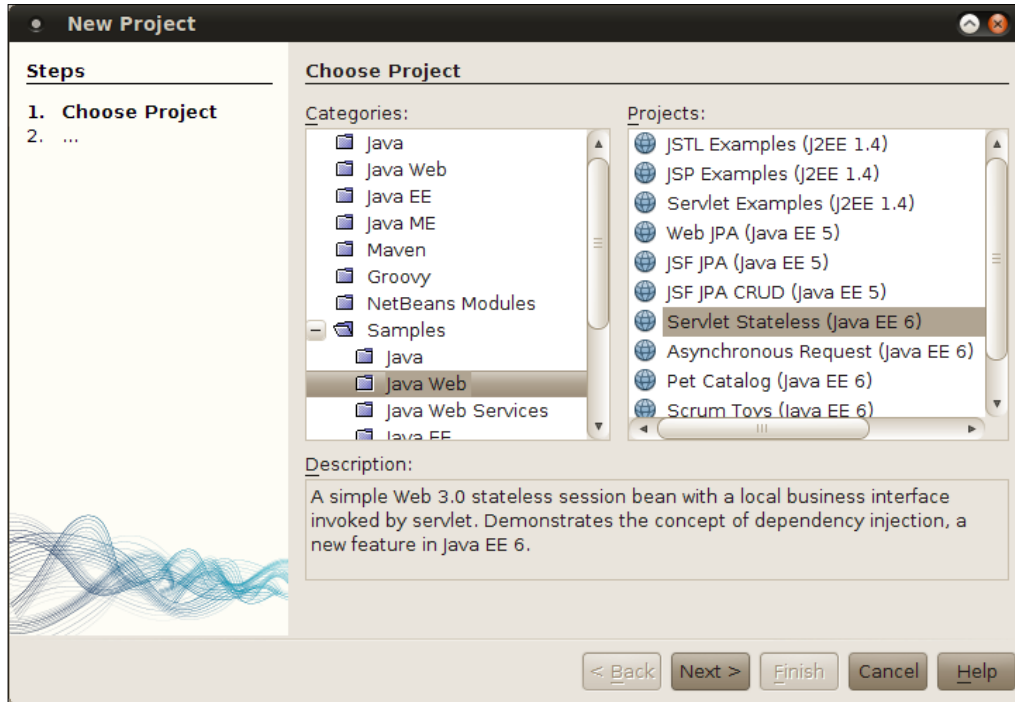 New Project
Steps
1. Choose Project
2. ...
Choose Project
Categories:
Java
Java Web
Java EE
Java ME
Maven
Groovy
NetBeans Modules
Samples
Java
Java Web
Java Web Services
Java EE
Projects:
JSTL Examples (J2EE 1.4)
JSP Examples (J2EE 1.4)
Servlet Examples (J2EE 1.4)
Web JPA (Java EE 5)
JSF JPA (Java EE 5)
JSF JPA CRUD (Java EE 5)
Servlet Stateless (Java EE 6)
Asynchronous Request (Java EE 6)
Pet Catalog (Java EE 6)
Scrum Toys (Java EE 6)
Description:
A simple Web 3.0 stateless session bean with a local business interface
invoked by servlet. Demonstrates the concept of dependency injection, a
new feature in Java EE 6.
< Back Next > Finish Cancel Help